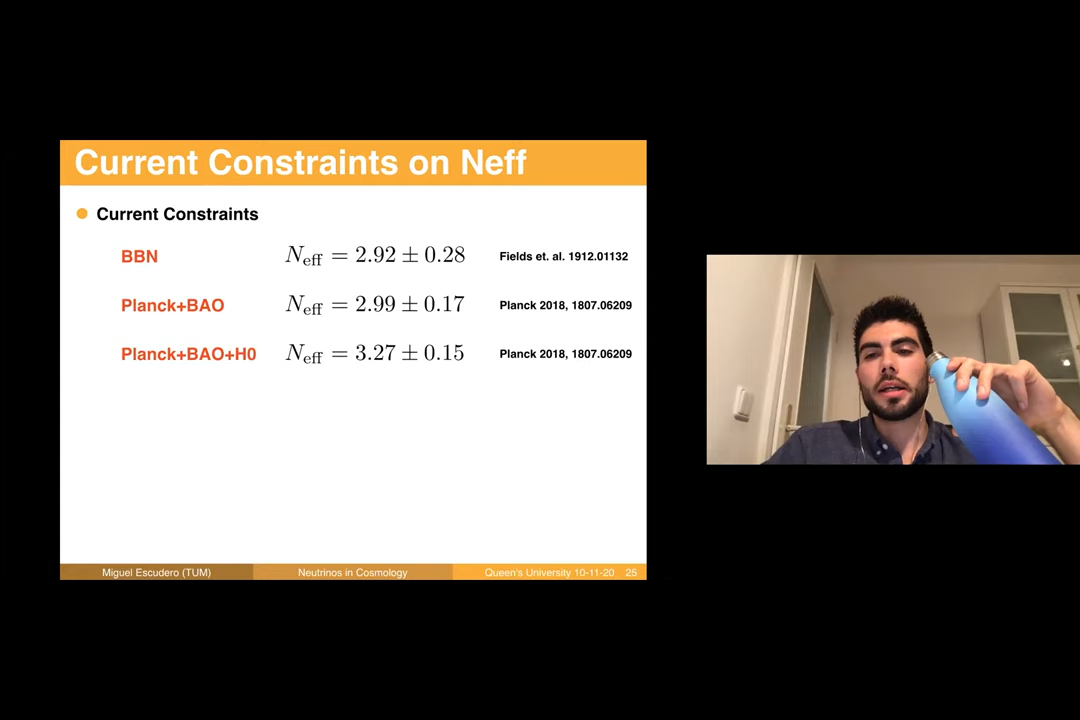 Current Constraints on Neff
Current Constraints
BBN N_eff = 2.92 ± 0.28 Fields et. al. 1912.01132
Planck+BAO N_eff = 2.99 ± 0.17 Planck 2018, 1807.06209
Planck+BAO+H0 N_eff = 3.27 ± 0.15 Planck 2018, 1807.06209
Miguel Escudero (TUM) Neutrinos in Cosmology Queen's University 10-11-20 25